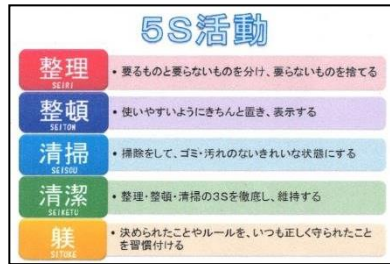 5S活動
整理
SEIRI
・要るものと要らないものを分け、要らないものを捨てる
整頓
SEITON
・使いやすいようにきちんと置き、表示する
清掃
SEISOU
・掃除をして、ゴミ・汚れのないきれいな状態にする
清潔
SEIKETU
・整理・整頓・清掃の3Sを徹底し、維持する
躾
SITUKE
・決められたことやルールを、いつも正しく守られたこと
を習慣付ける